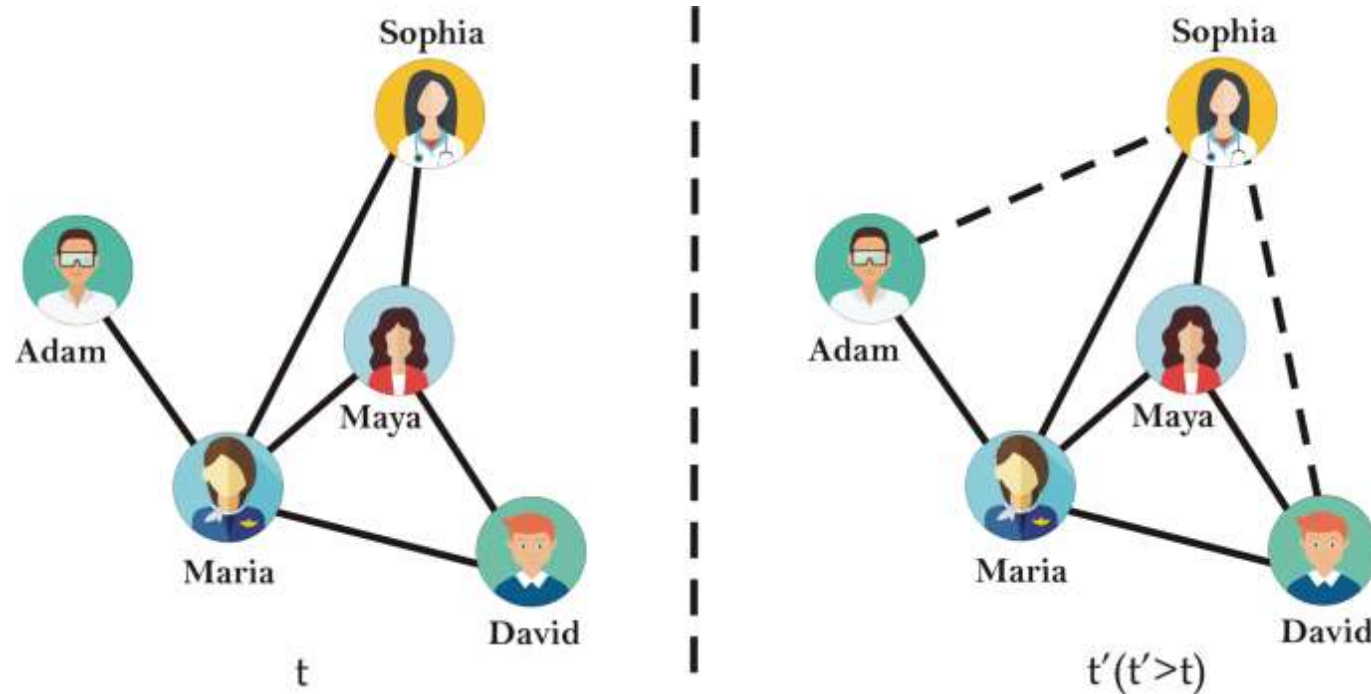 Sophia
Adam
Maya
Maria
David
t
Sophia
Adam
Maya
Maria
David
t′(t′>t)